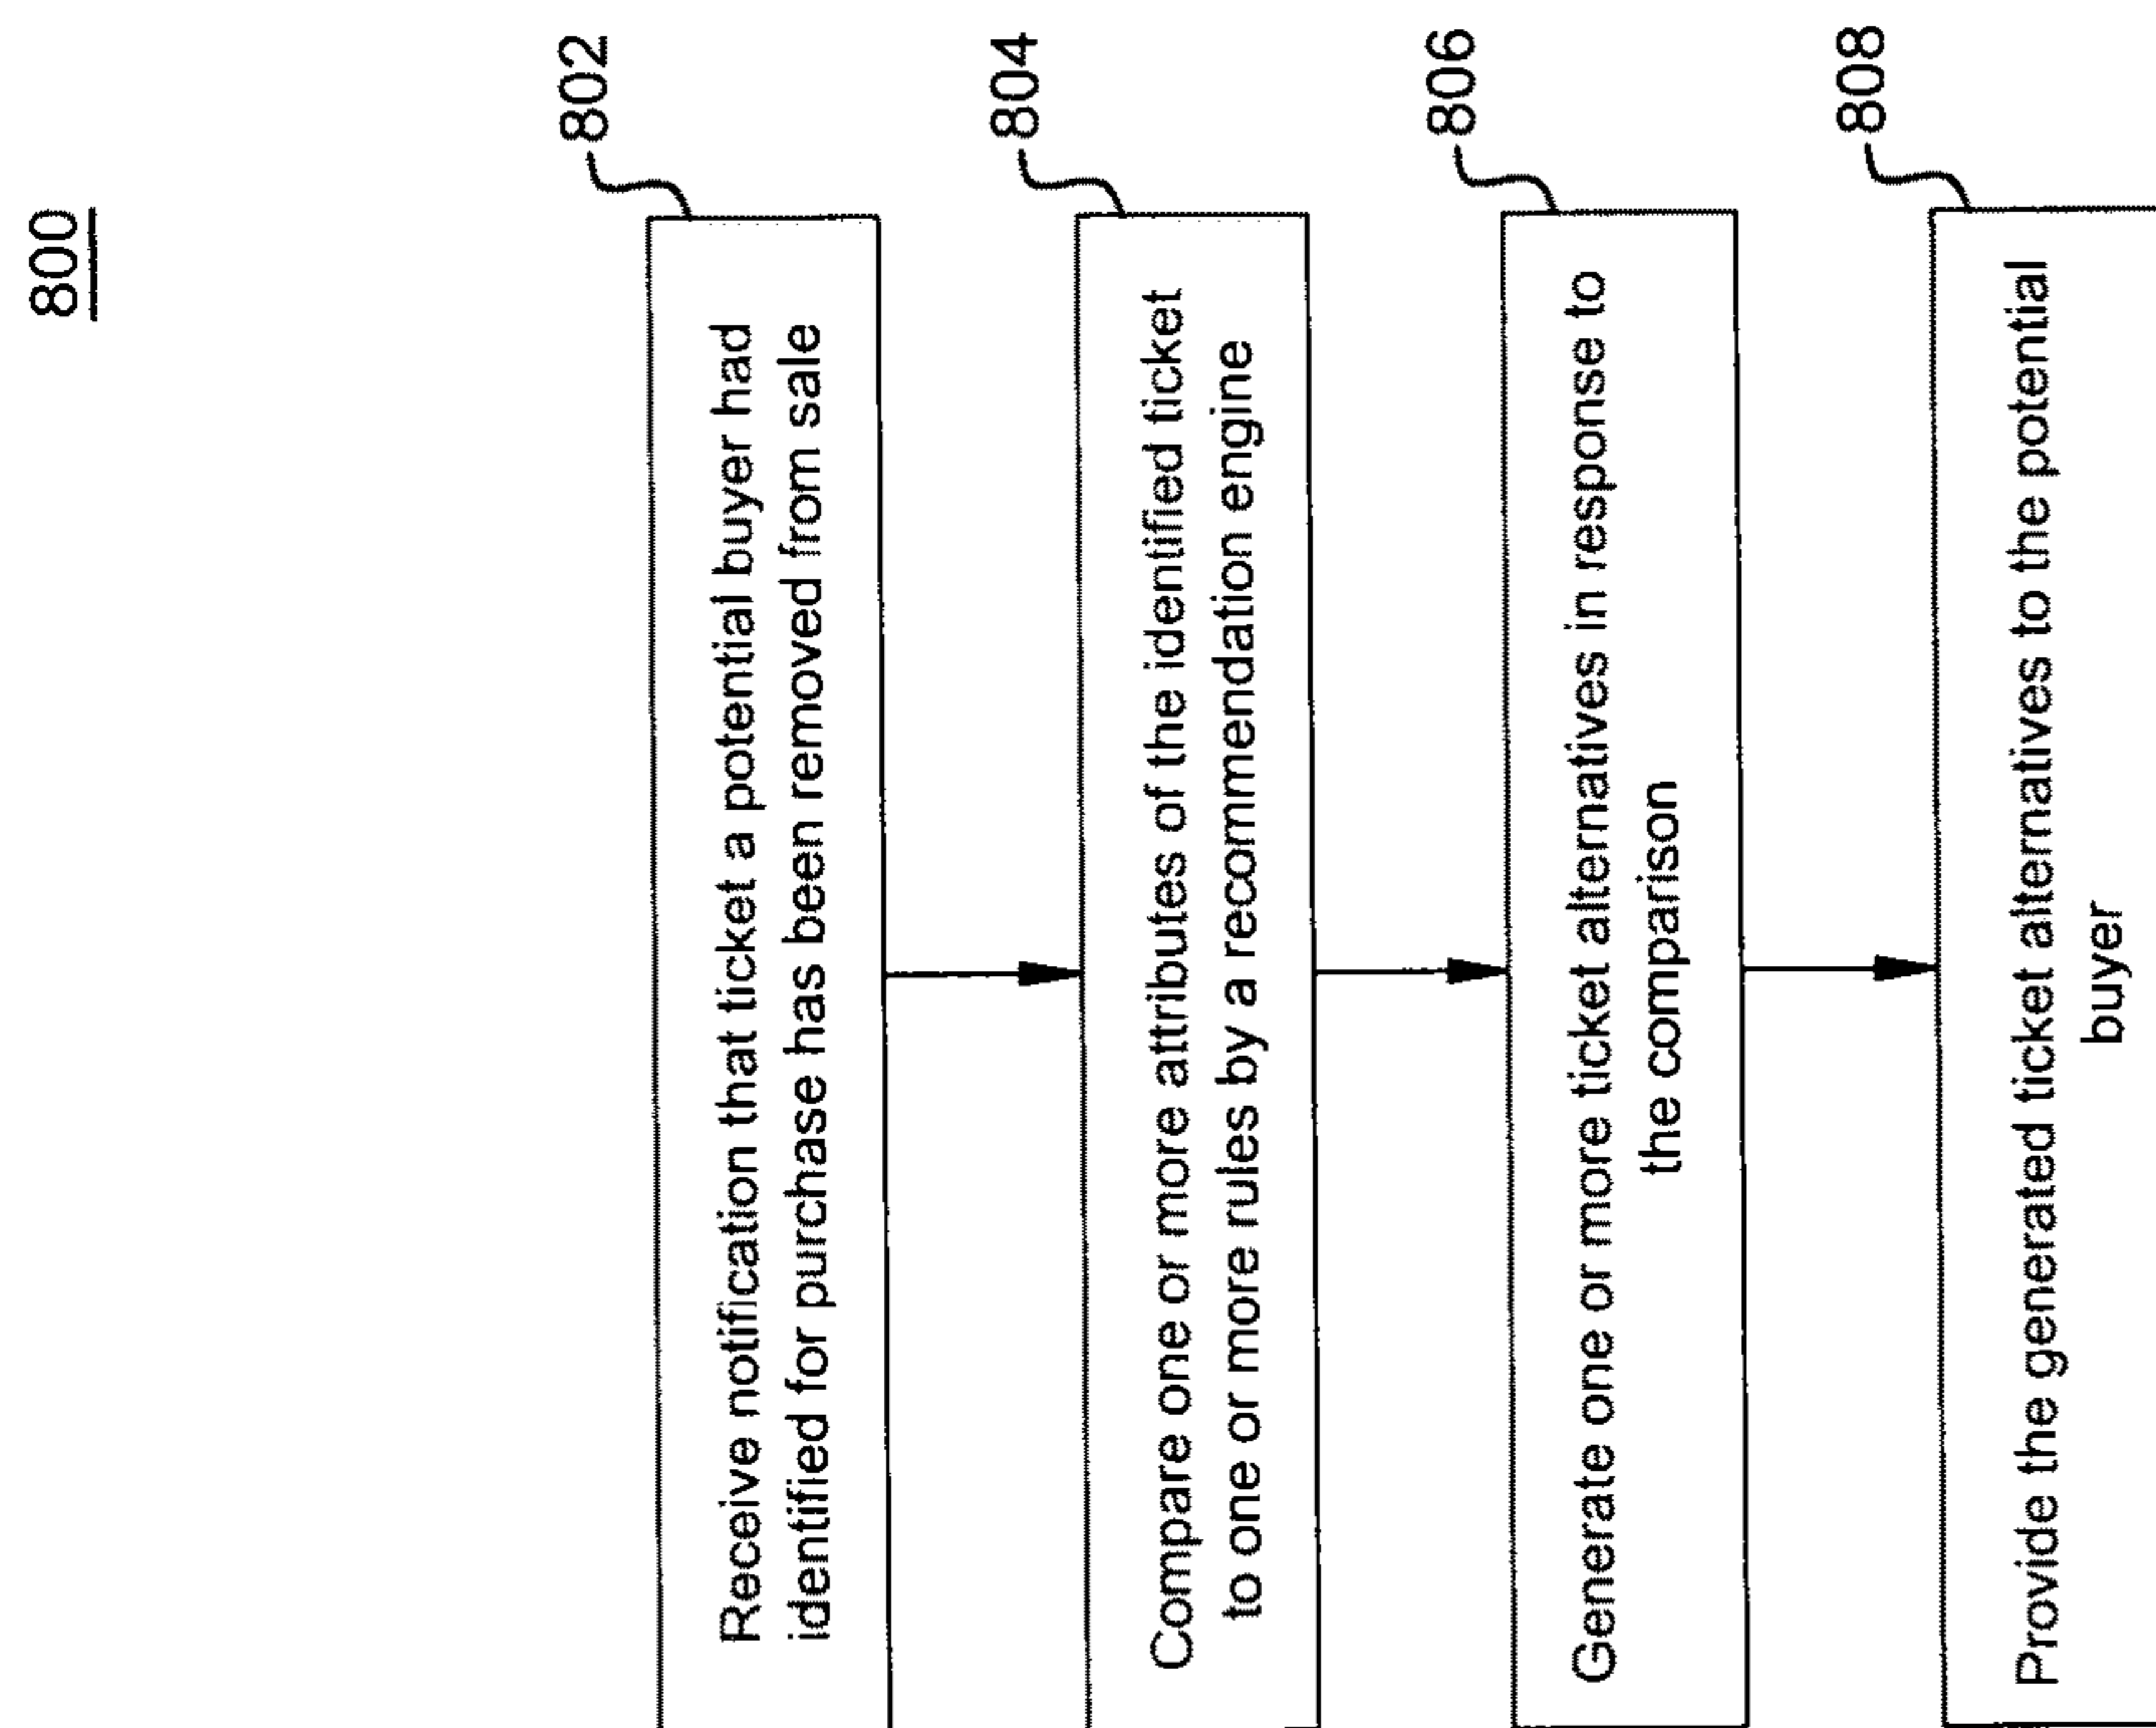 800
802
Receive notification that ticket a potential buyer had
identified for purchase has been removed from sale
804
Compare one or more attributes of the identified ticket
to one or more rules by a recommendation engine
806
Generate one or more ticket alternatives in response to
the comparison
808
Provide the generated ticket alternatives to the potential
buyer